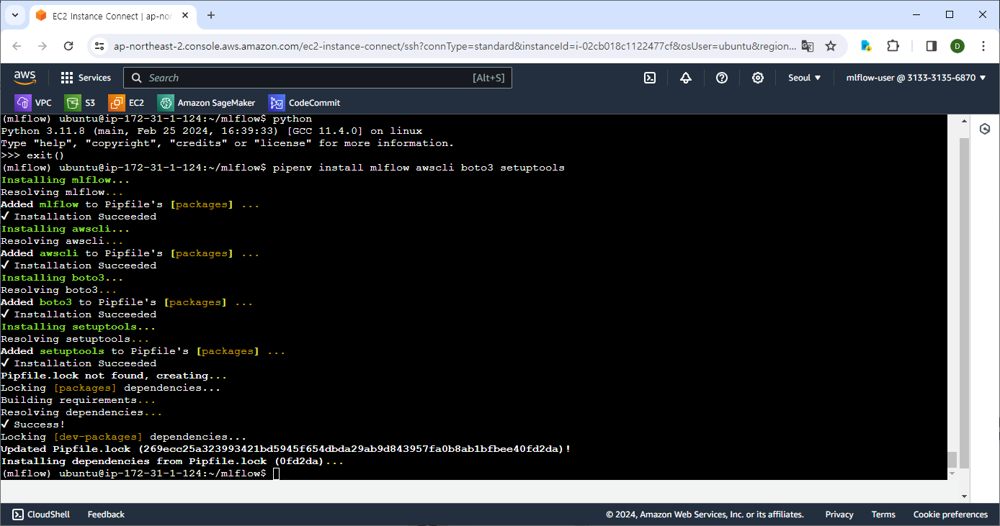 EC2 Instance Connect | ap-nor
ap-northeast-2.console.aws.amazon.com/ec2-instance-connect/ssh?connType=standard&instanceId=i-02cb018c1122477cf&osUser=ubuntu&region...
D
aws Services Search [Alt+S] Seoul ▼ mlflow-user @ 3133-3135-6870 ▼
VPC S3 EC2 Amazon SageMaker CodeCommit
(mlflow) ubuntu@ip-172-31-1-124:~/mlflow$ python
Python 3.11.8 (main, Feb 25 2024, 16:39:33) [GCC 11.4.0] on linux
Type "help", "copyright", "credits" or "license" for more information.
>>> exit()
(mlflow) ubuntu@ip-172-31-1-124:~/mlflow$ pipenv install mlflow awscli boto3 setuptools
Installing mlflow...
Resolving mlflow...
Added mlflow to Pipfile's [packages] ...
✓ Installation Succeeded
Installing awscli...
Resolving awscli...
Added awscli to Pipfile's [packages] ...
✓ Installation Succeeded
Installing boto3...
Resolving boto3...
Added boto3 to Pipfile's [packages] ...
✓ Installation Succeeded
Installing setuptools...
Resolving setuptools...
Added setuptools to Pipfile's [packages] ...
✓ Installation Succeeded
Pipfile.lock not found, creating...
Locking [packages] dependencies...
Building requirements...
Resolving dependencies...
✓ Success!
Locking [dev-packages] dependencies...
Updated Pipfile.lock (269ecc25a323993421bd5945f654dbda29ab9d843957fa0b8ab1bfbee40fd2da)!
Installing dependencies from Pipfile.lock (0fd2da)...
(mlflow) ubuntu@ip-172-31-1-124:~/mlflow$
CloudShell Feedback © 2024, Amazon Web Services, Inc. or its affiliates. Privacy Terms Cookie preferences